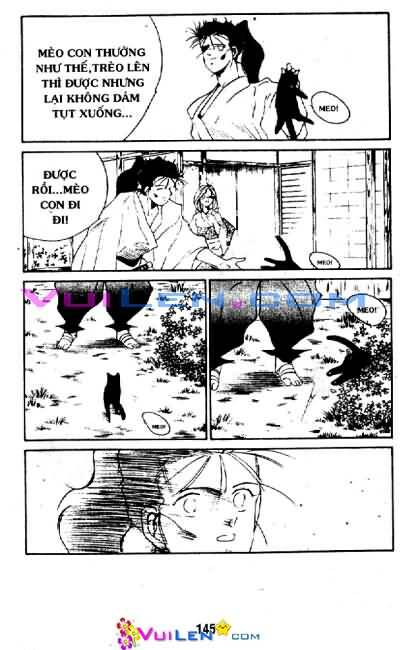 MÈO CON THƯỜNG
NHƯ THẾ, TRÈO LÊN
THÌ ĐƯỢC NHƯNG
LẠI KHÔNG DÁM
TỤT XUỐNG...
MEO!
ĐƯỢC
RỒI...MÈO
CON ĐI
ĐI!
MEO!
VUILEN.COM
MEO!
MEO!
145
VUILEN.COM